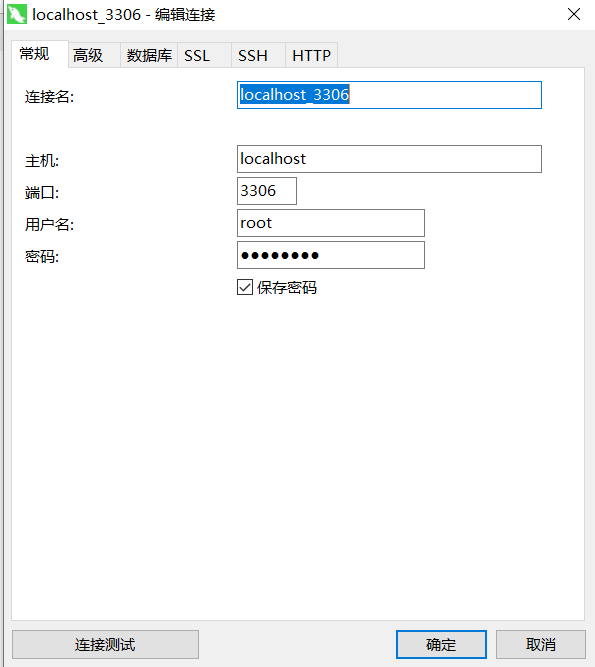 localhost_3306 - 编辑连接
常规 高级 数据库 SSL SSH HTTP
连接名: localhost_3306
主机: localhost
端口: 3306
用户名: root
密码: ●●●●●●●●
保存密码
连接测试 确定 取消